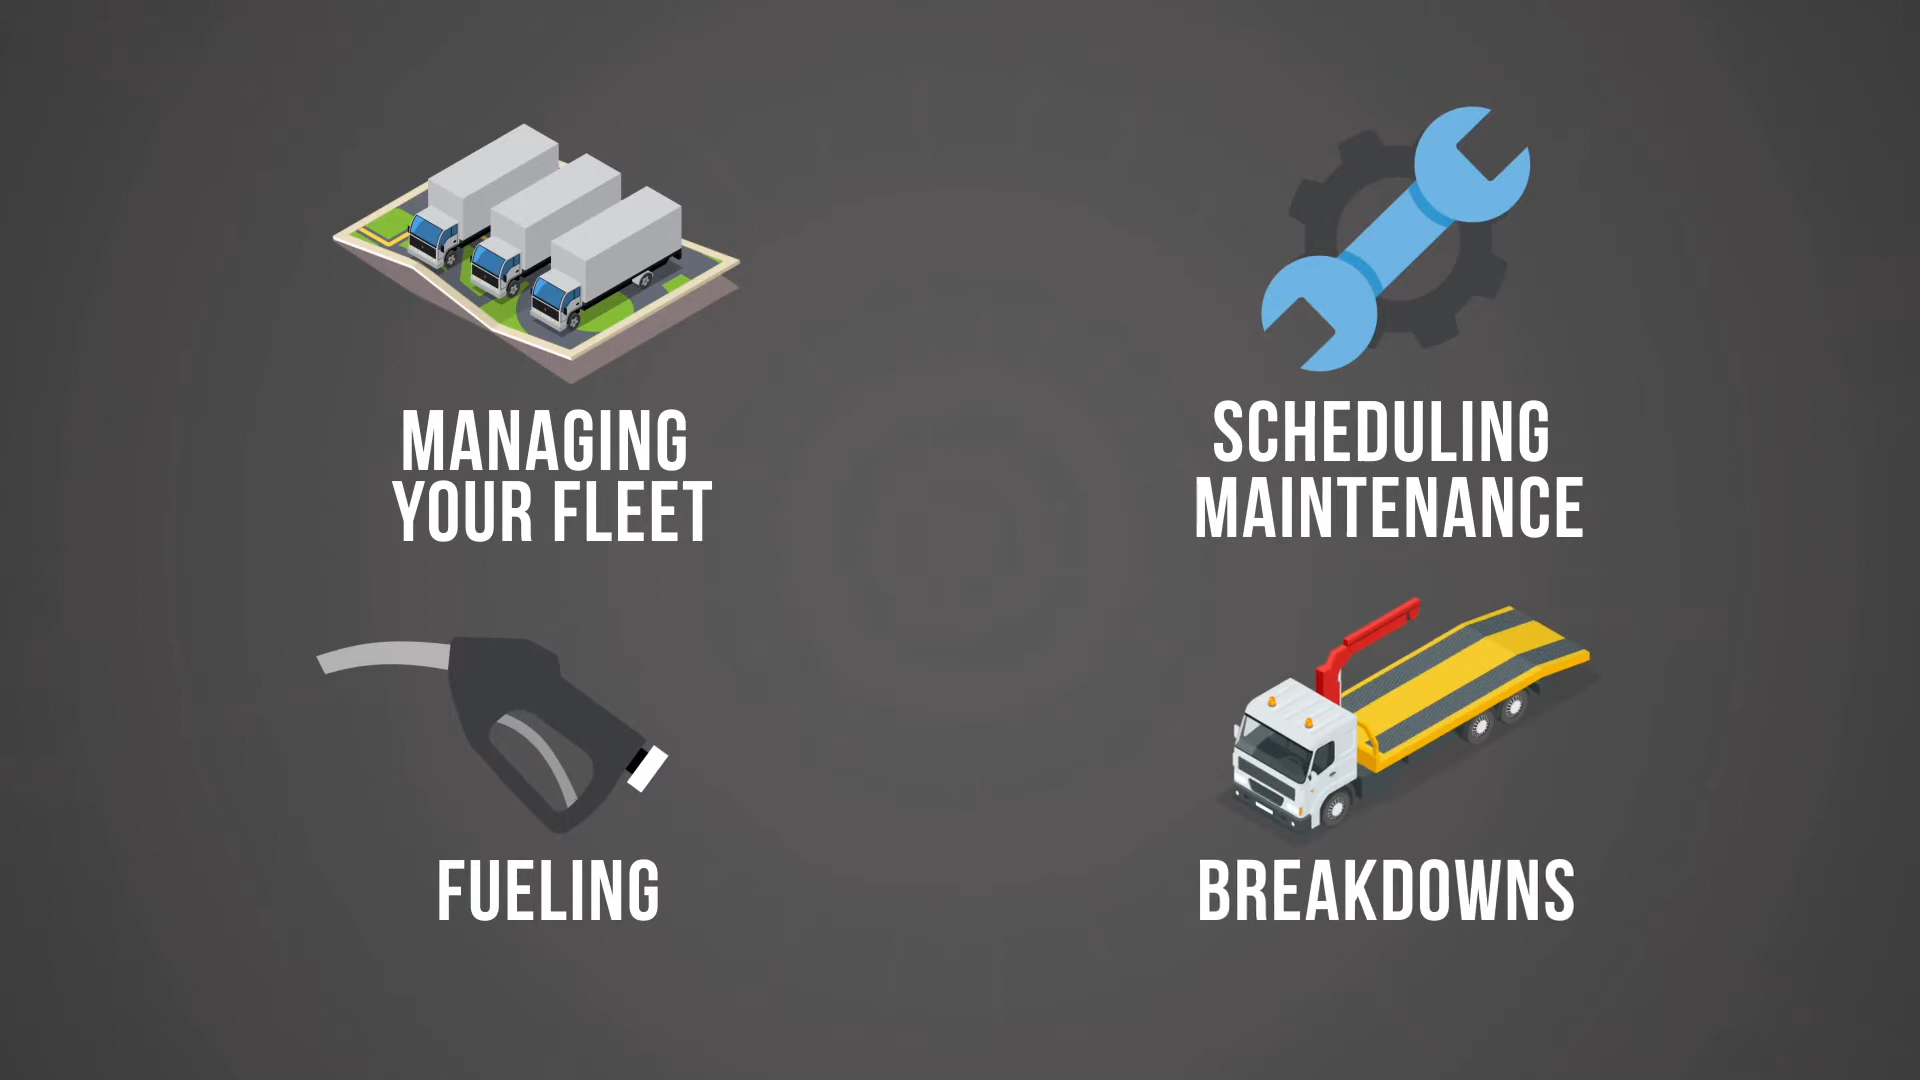 MANAGING
YOUR FLEET
SCHEDULING
MAINTENANCE
FUELING
BREAKDOWNS